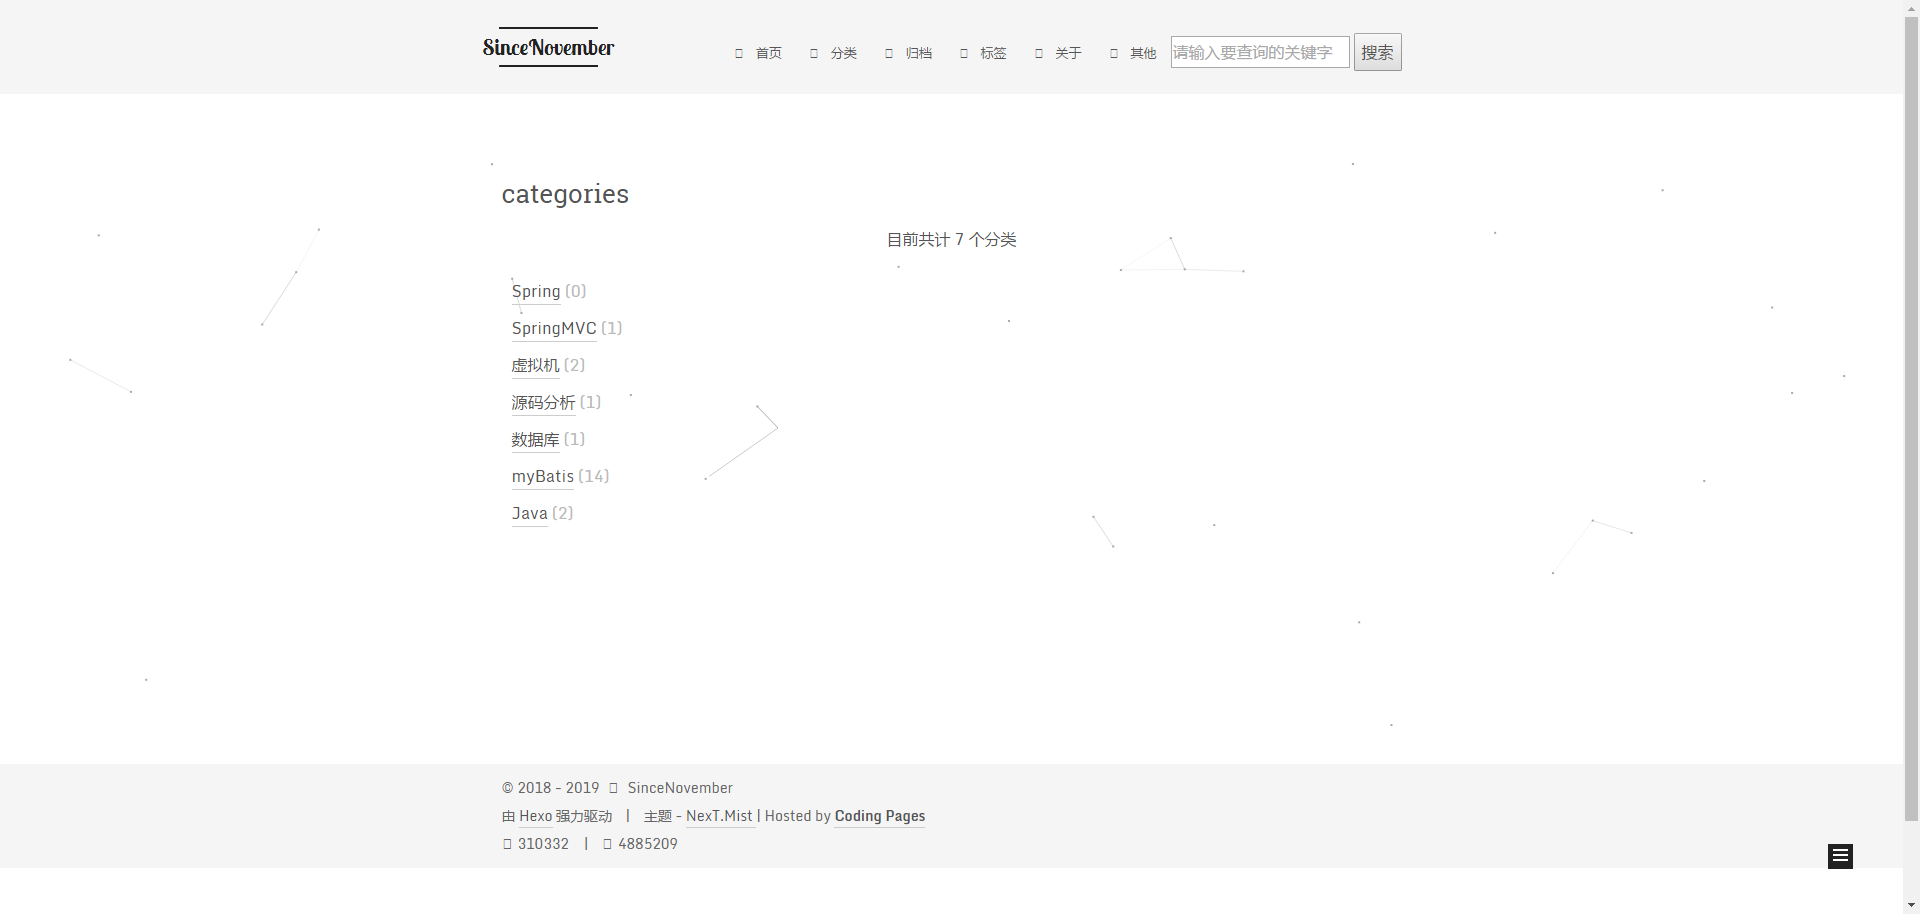 SinceNovember
首页 分类 归档 标签 关于 其他 请输入要查询的关键字 搜索
categories
目前共计 7 个分类
Spring (0)
SpringMVC (1)
虚拟机 (2)
源码分析 (1)
数据库 (1)
myBatis (14)
Java (2)
© 2018 - 2019 SinceNovember
由 Hexo 强力驱动 | 主题 - NexT.Mist | Hosted by Coding Pages
310332 | 4885209